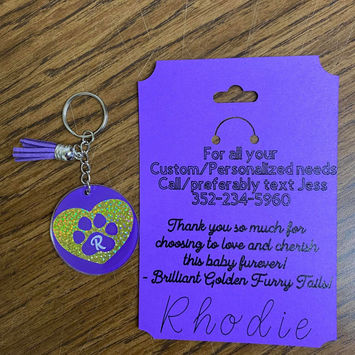 For all your
Custom/Personalized needs
Call/preferably text Jess
352-234-5960
Thank you so much for
choosing to love and cherish
this baby furever!
- Brilliant Golden Furry Tails!
Rhodie
R